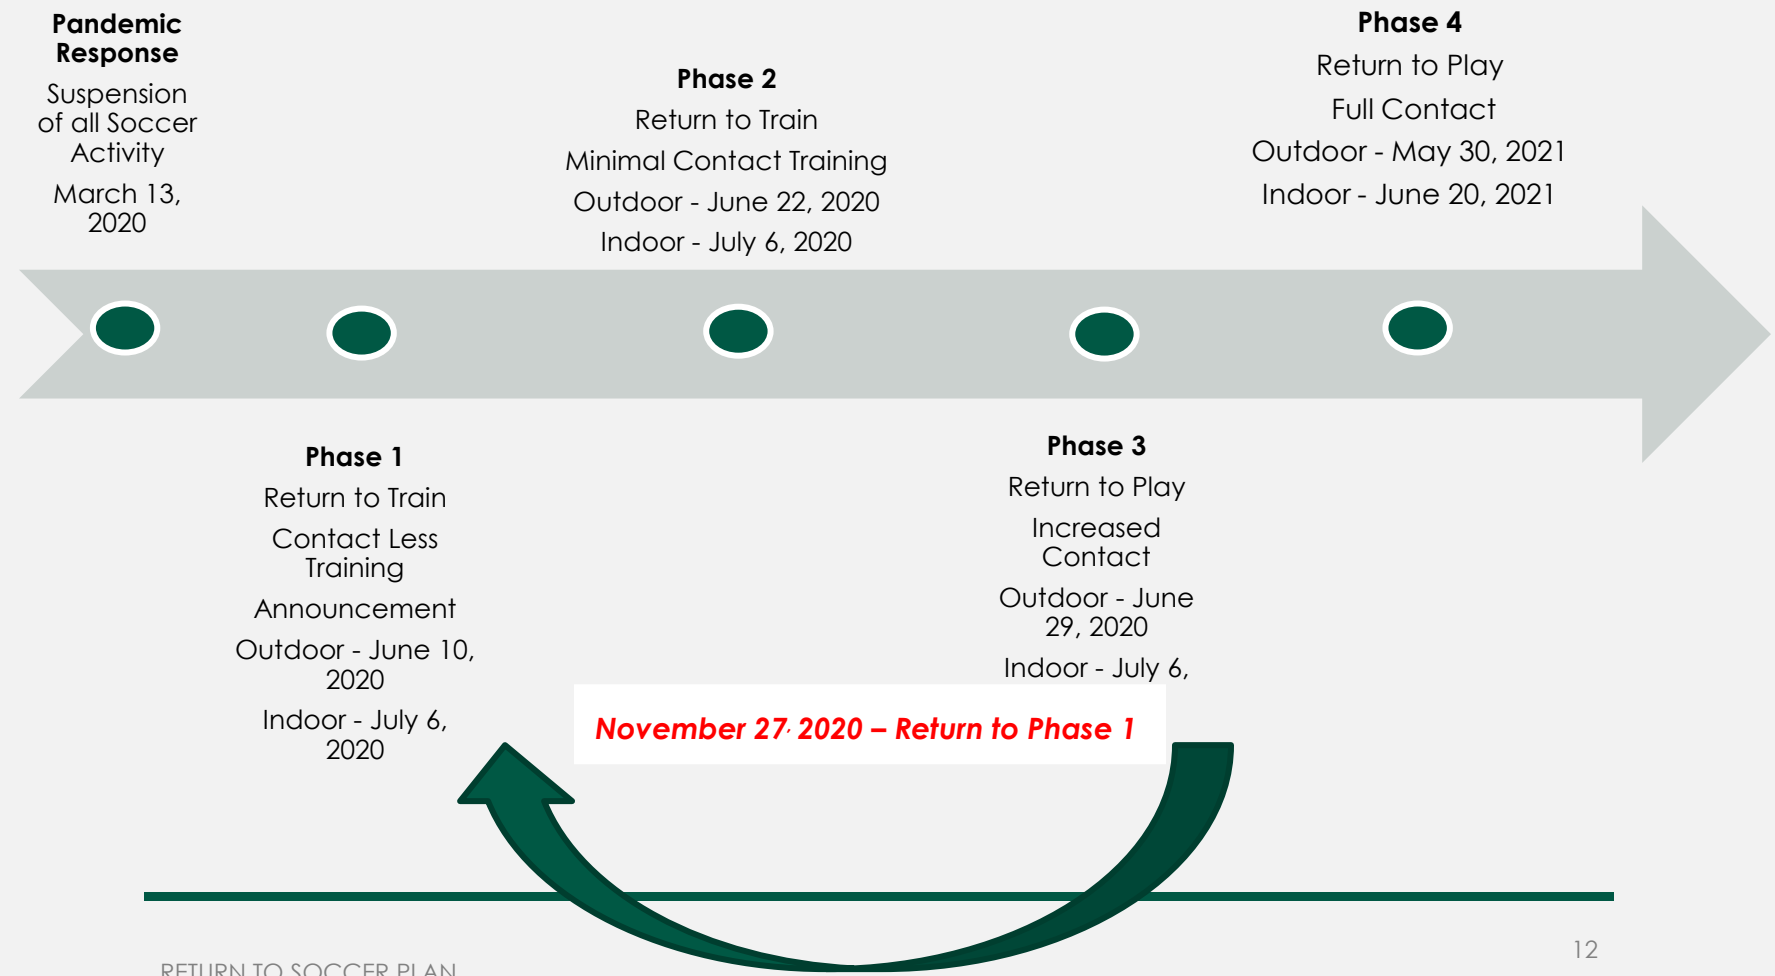 Pandemic
Response
Suspension
of all Soccer
Activity
March 13,
2020
Phase 2
Return to Train
Minimal Contact Training
Outdoor - June 22, 2020
Indoor - July 6, 2020
Phase 4
Return to Play
Full Contact
Outdoor - May 30, 2021
Indoor - June 20, 2021
Phase 1
Return to Train
Contact Less
Training
Announcement
Outdoor - June 10,
2020
Indoor - July 6,
2020
Phase 3
Return to Play
Increased
Contact
Outdoor - June
29, 2020
Indoor - July 6,
November 27, 2020 – Return to Phase 1
12
RETURN TO SOCCER PLAN